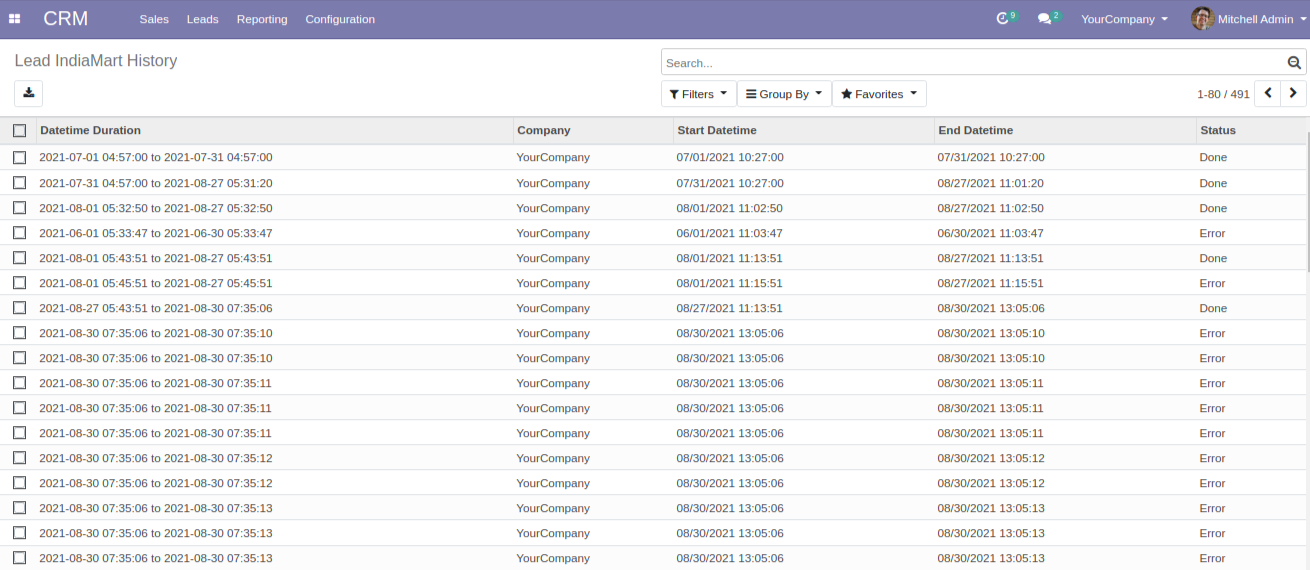 CRM Sales Leads Reporting Configuration 9 2 YourCompany Mitchell Admin
Lead IndiaMart History Search...
Filters Group By Favorites 1-80 / 491
Datetime Duration Company Start Datetime End Datetime Status
2021-07-01 04:57:00 to 2021-07-31 04:57:00 YourCompany 07/01/2021 10:27:00 07/31/2021 10:27:00 Done
2021-07-31 04:57:00 to 2021-08-27 05:31:20 YourCompany 07/31/2021 10:27:00 08/27/2021 11:01:20 Done
2021-08-01 05:32:50 to 2021-08-27 05:32:50 YourCompany 08/01/2021 11:02:50 08/27/2021 11:02:50 Done
2021-06-01 05:33:47 to 2021-06-30 05:33:47 YourCompany 06/01/2021 11:03:47 06/30/2021 11:03:47 Error
2021-08-01 05:43:51 to 2021-08-27 05:43:51 YourCompany 08/01/2021 11:13:51 08/27/2021 11:13:51 Done
2021-08-01 05:45:51 to 2021-08-27 05:45:51 YourCompany 08/01/2021 11:15:51 08/27/2021 11:15:51 Error
2021-08-27 05:43:51 to 2021-08-30 07:35:06 YourCompany 08/27/2021 11:13:51 08/30/2021 13:05:06 Done
2021-08-30 07:35:06 to 2021-08-30 07:35:10 YourCompany 08/30/2021 13:05:06 08/30/2021 13:05:10 Error
2021-08-30 07:35:06 to 2021-08-30 07:35:10 YourCompany 08/30/2021 13:05:06 08/30/2021 13:05:10 Error
2021-08-30 07:35:06 to 2021-08-30 07:35:11 YourCompany 08/30/2021 13:05:06 08/30/2021 13:05:11 Error
2021-08-30 07:35:06 to 2021-08-30 07:35:11 YourCompany 08/30/2021 13:05:06 08/30/2021 13:05:11 Error
2021-08-30 07:35:06 to 2021-08-30 07:35:11 YourCompany 08/30/2021 13:05:06 08/30/2021 13:05:11 Error
2021-08-30 07:35:06 to 2021-08-30 07:35:12 YourCompany 08/30/2021 13:05:06 08/30/2021 13:05:12 Error
2021-08-30 07:35:06 to 2021-08-30 07:35:12 YourCompany 08/30/2021 13:05:06 08/30/2021 13:05:12 Error
2021-08-30 07:35:06 to 2021-08-30 07:35:13 YourCompany 08/30/2021 13:05:06 08/30/2021 13:05:13 Error
2021-08-30 07:35:06 to 2021-08-30 07:35:13 YourCompany 08/30/2021 13:05:06 08/30/2021 13:05:13 Error
2021-08-30 07:35:06 to 2021-08-30 07:35:13 YourCompany 08/30/2021 13:05:06 08/30/2021 13:05:13 Error